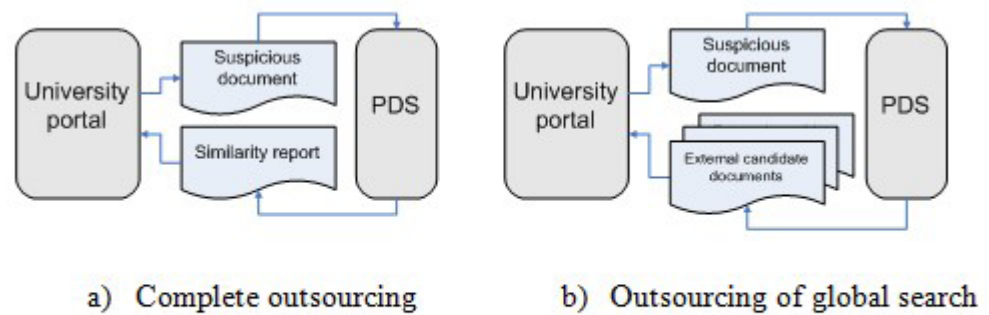 University
portal
Suspicious
document
Similarity report
PDS
University
portal
Suspicious
document
External candidate
documents
PDS
a) Complete outsourcing
b) Outsourcing of global search